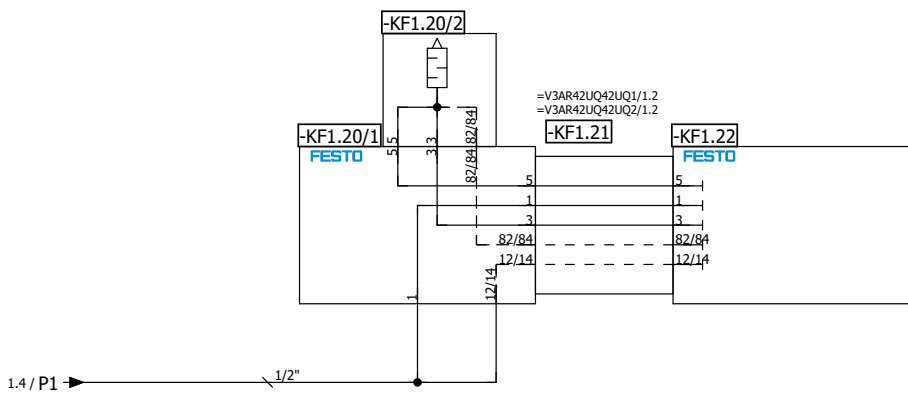 -KF1.20/2
=V3AR42UQ42UQ1/1.2
=V3AR42UQ42UQ2/1.2
-KF1.20/1
-KF1.21
-KF1.22
FESTO
FESTO
5
5
3
3
82/84
82/84
5
5
1
1
3
3
82/84
82/84
12/14
12/14
1
12/14
1.4 / P1
1/2"